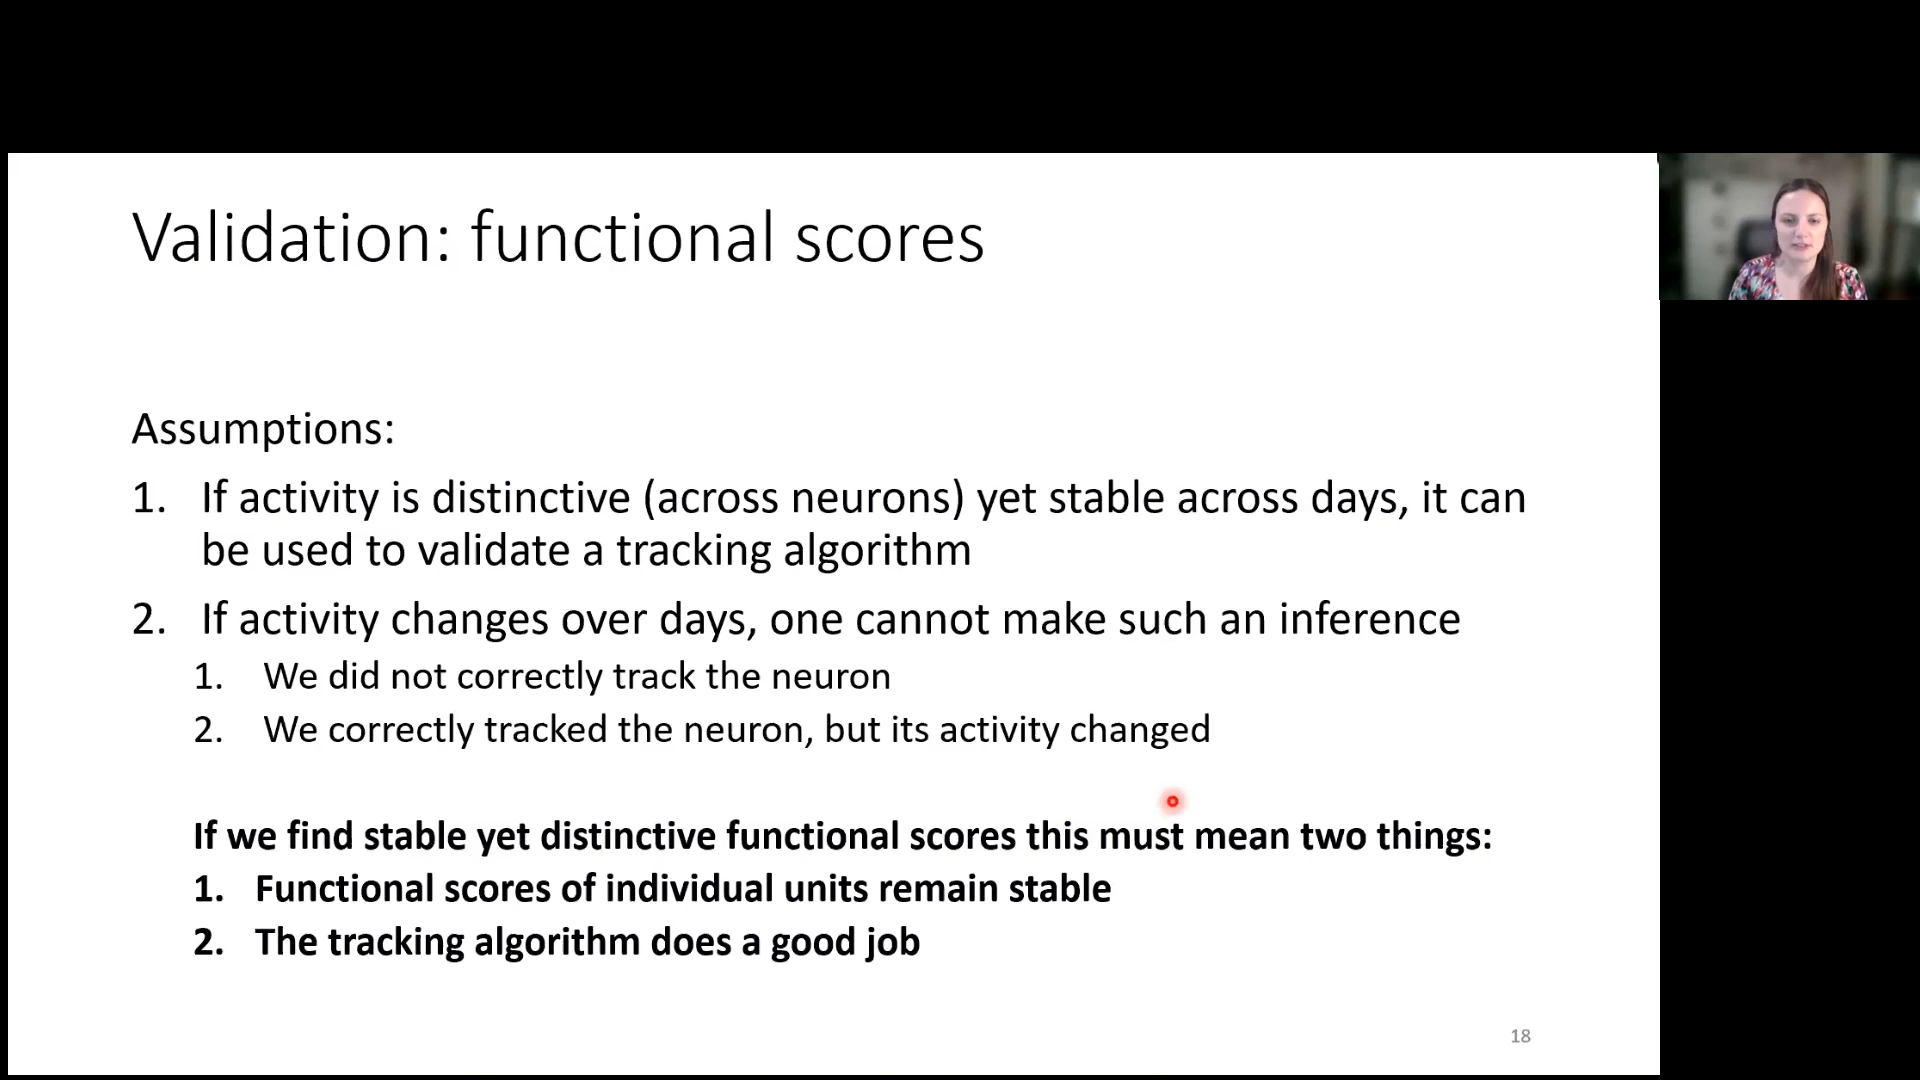 Validation: functional scores
Assumptions:
1. If activity is distinctive (across neurons) yet stable across days, it can
be used to validate a tracking algorithm
2. If activity changes over days, one cannot make such an inference
1. We did not correctly track the neuron
2. We correctly tracked the neuron, but its activity changed
If we find stable yet distinctive functional scores this must mean two things:
1. Functional scores of individual units remain stable
2. The tracking algorithm does a good job
18